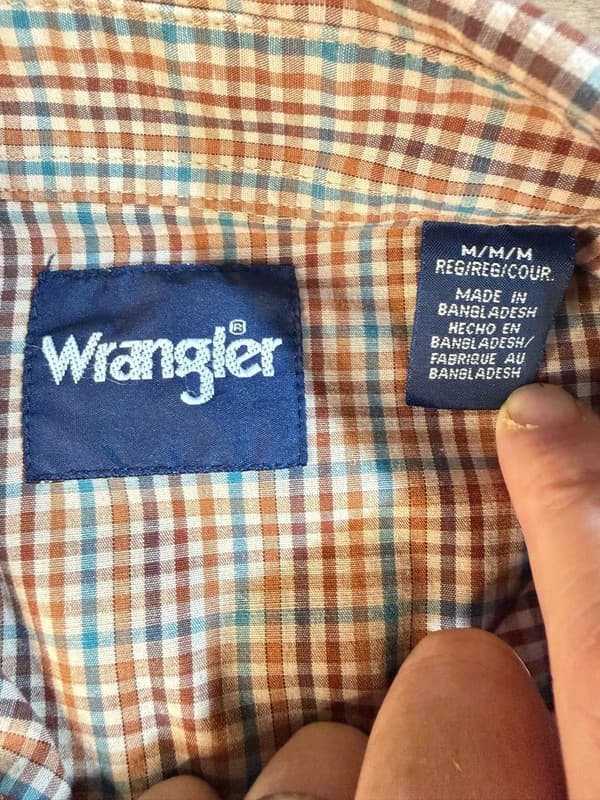 Wrangler®
M/M/M
REG/REG/COUR.
MADE IN
BANGLADESH
HECHO EN
BANGLADESH/
FABRIQUE AU
BANGLADESH